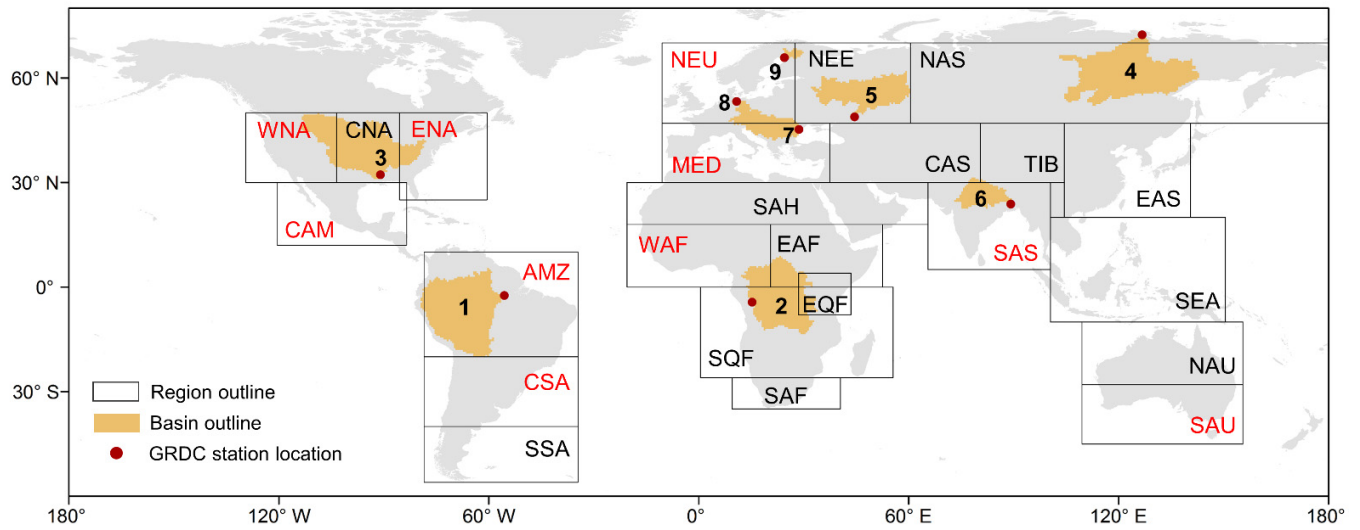 60° N
30° N
0°
30° S
NEU
NEE
NAS
9
4
8
5
7
WNA
CNA
ENA
3
MED
CAS
TIB
EAS
6
SAH
CAM
WAF
EAF
SAS
AMZ
1
2
EQF
SEA
SQF
NAU
CSA
SAF
SAU
SSA
Region outline
Basin outline
GRDC station location
180°
120° W
60° W
0°
60° E
120° E
180°